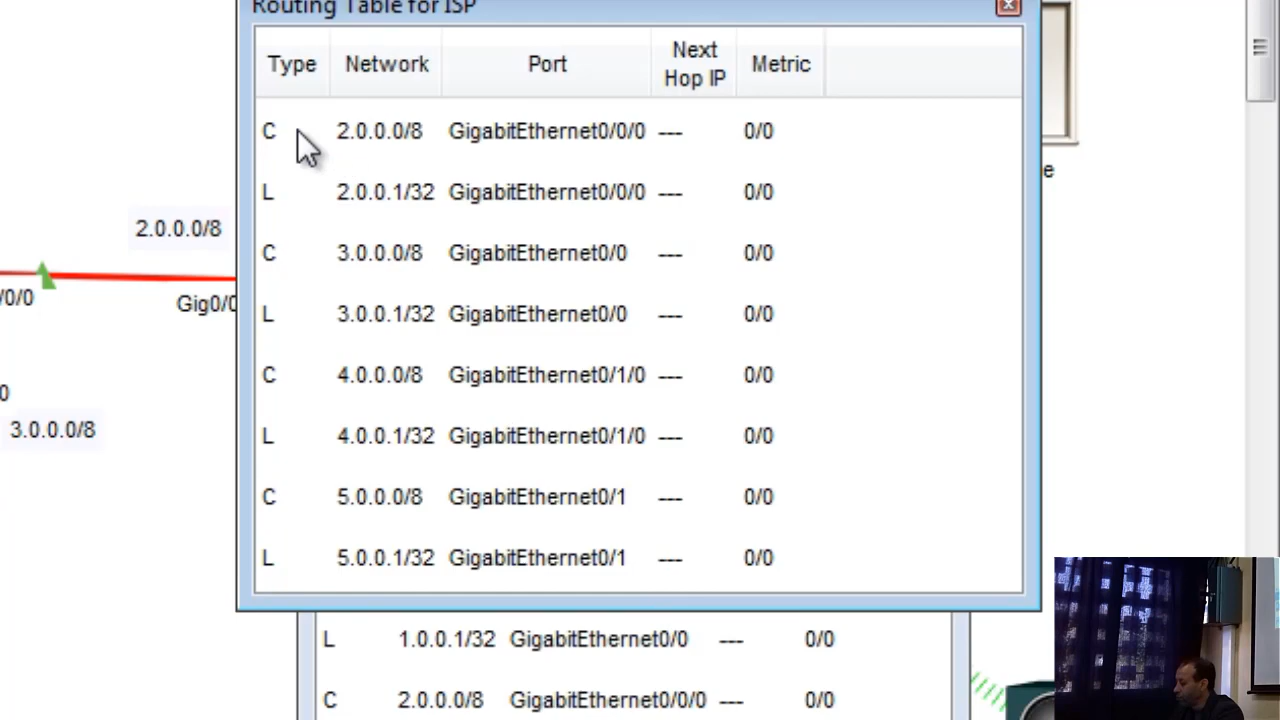 Routing Table for ISP
Type Network Port Next Hop IP Metric
C 2.0.0.0/8 GigabitEthernet0/0/0 --- 0/0
L 2.0.0.1/32 GigabitEthernet0/0/0 --- 0/0
C 3.0.0.0/8 GigabitEthernet0/0 --- 0/0
L 3.0.0.1/32 GigabitEthernet0/0 --- 0/0
C 4.0.0.0/8 GigabitEthernet0/1/0 --- 0/0
L 4.0.0.1/32 GigabitEthernet0/1/0 --- 0/0
C 5.0.0.0/8 GigabitEthernet0/1 --- 0/0
L 5.0.0.1/32 GigabitEthernet0/1 --- 0/0
L 1.0.0.1/32 GigabitEthernet0/0 --- 0/0
C 2.0.0.0/8 GigabitEthernet0/0/0 --- 0/0
2.0.0.0/8
/0/0
Gig0/0
0
3.0.0.0/8
e